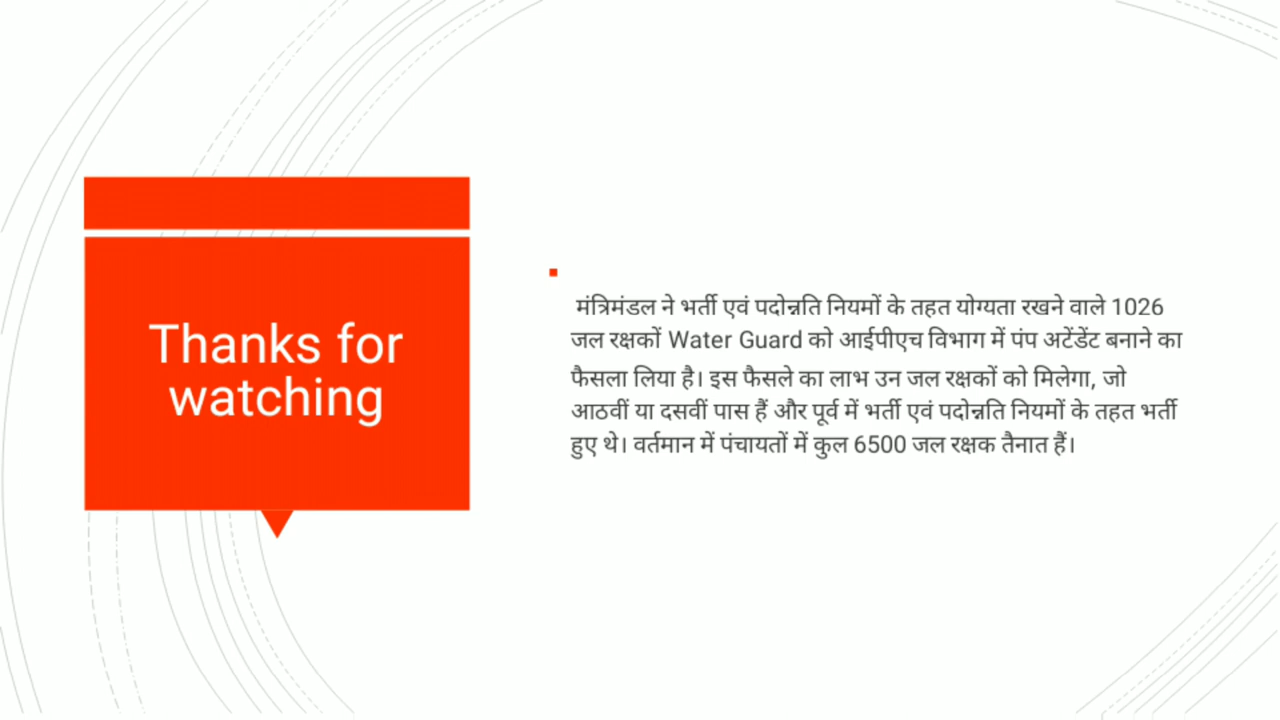 Thanks for
watching
मंत्रिमंडल ने भर्ती एवं पदोन्नति नियमों के तहत योग्यता रखने वाले 1026
जल रक्षकों Water Guard को आईपीएच विभाग में पंप अटेंडेंट बनाने का
फैसला लिया है। इस फैसले का लाभ उन जल रक्षकों को मिलेगा, जो
आठवीं या दसवीं पास हैं और पूर्व में भर्ती एवं पदोन्नति नियमों के तहत भर्ती
हुए थे। वर्तमान में पंचायतों में कुल 6500 जल रक्षक तैनात हैं।